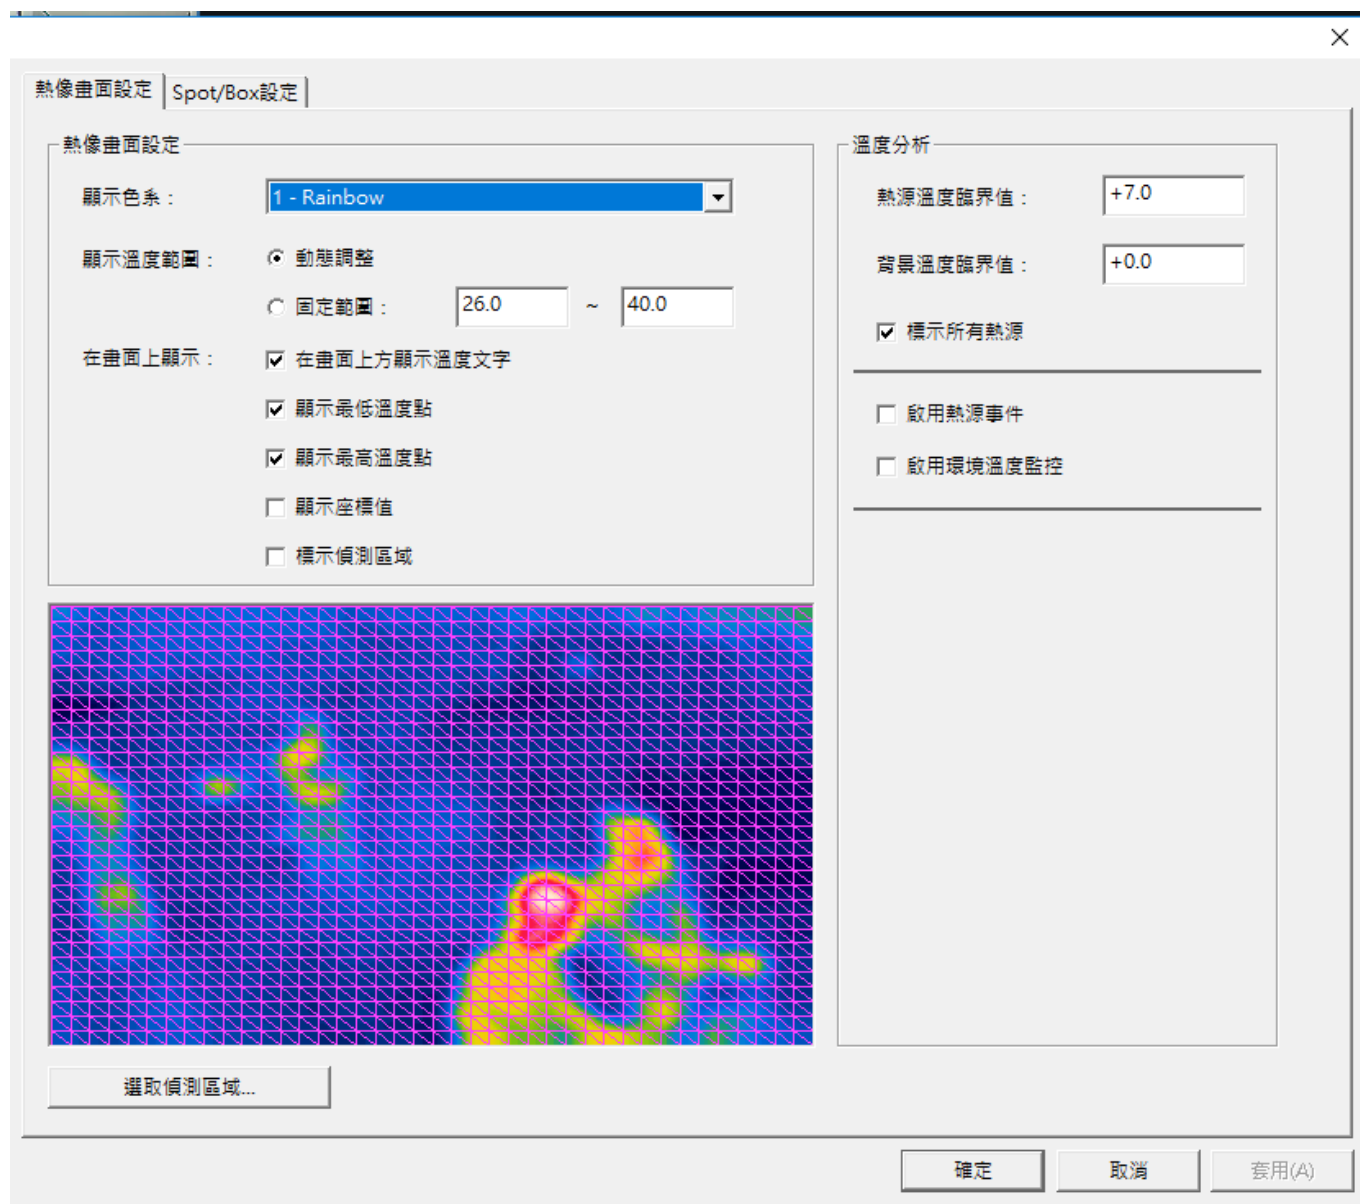 熱像畫面設定
Spot/Box設定
熱像畫面設定
顯示色系：
1 - Rainbow
顯示溫度範圍：
動態調整
固定範圍：
26.0
~
40.0
在畫面上顯示：
在畫面上方顯示溫度文字
顯示最低溫度點
顯示最高溫度點
顯示座標值
標示偵測區域
選取偵測區域...
溫度分析
熱源溫度臨界值：
+7.0
背景溫度臨界值：
+0.0
標示所有熱源
啟用熱源事件
啟用環境溫度監控
確定
取消
套用(A)